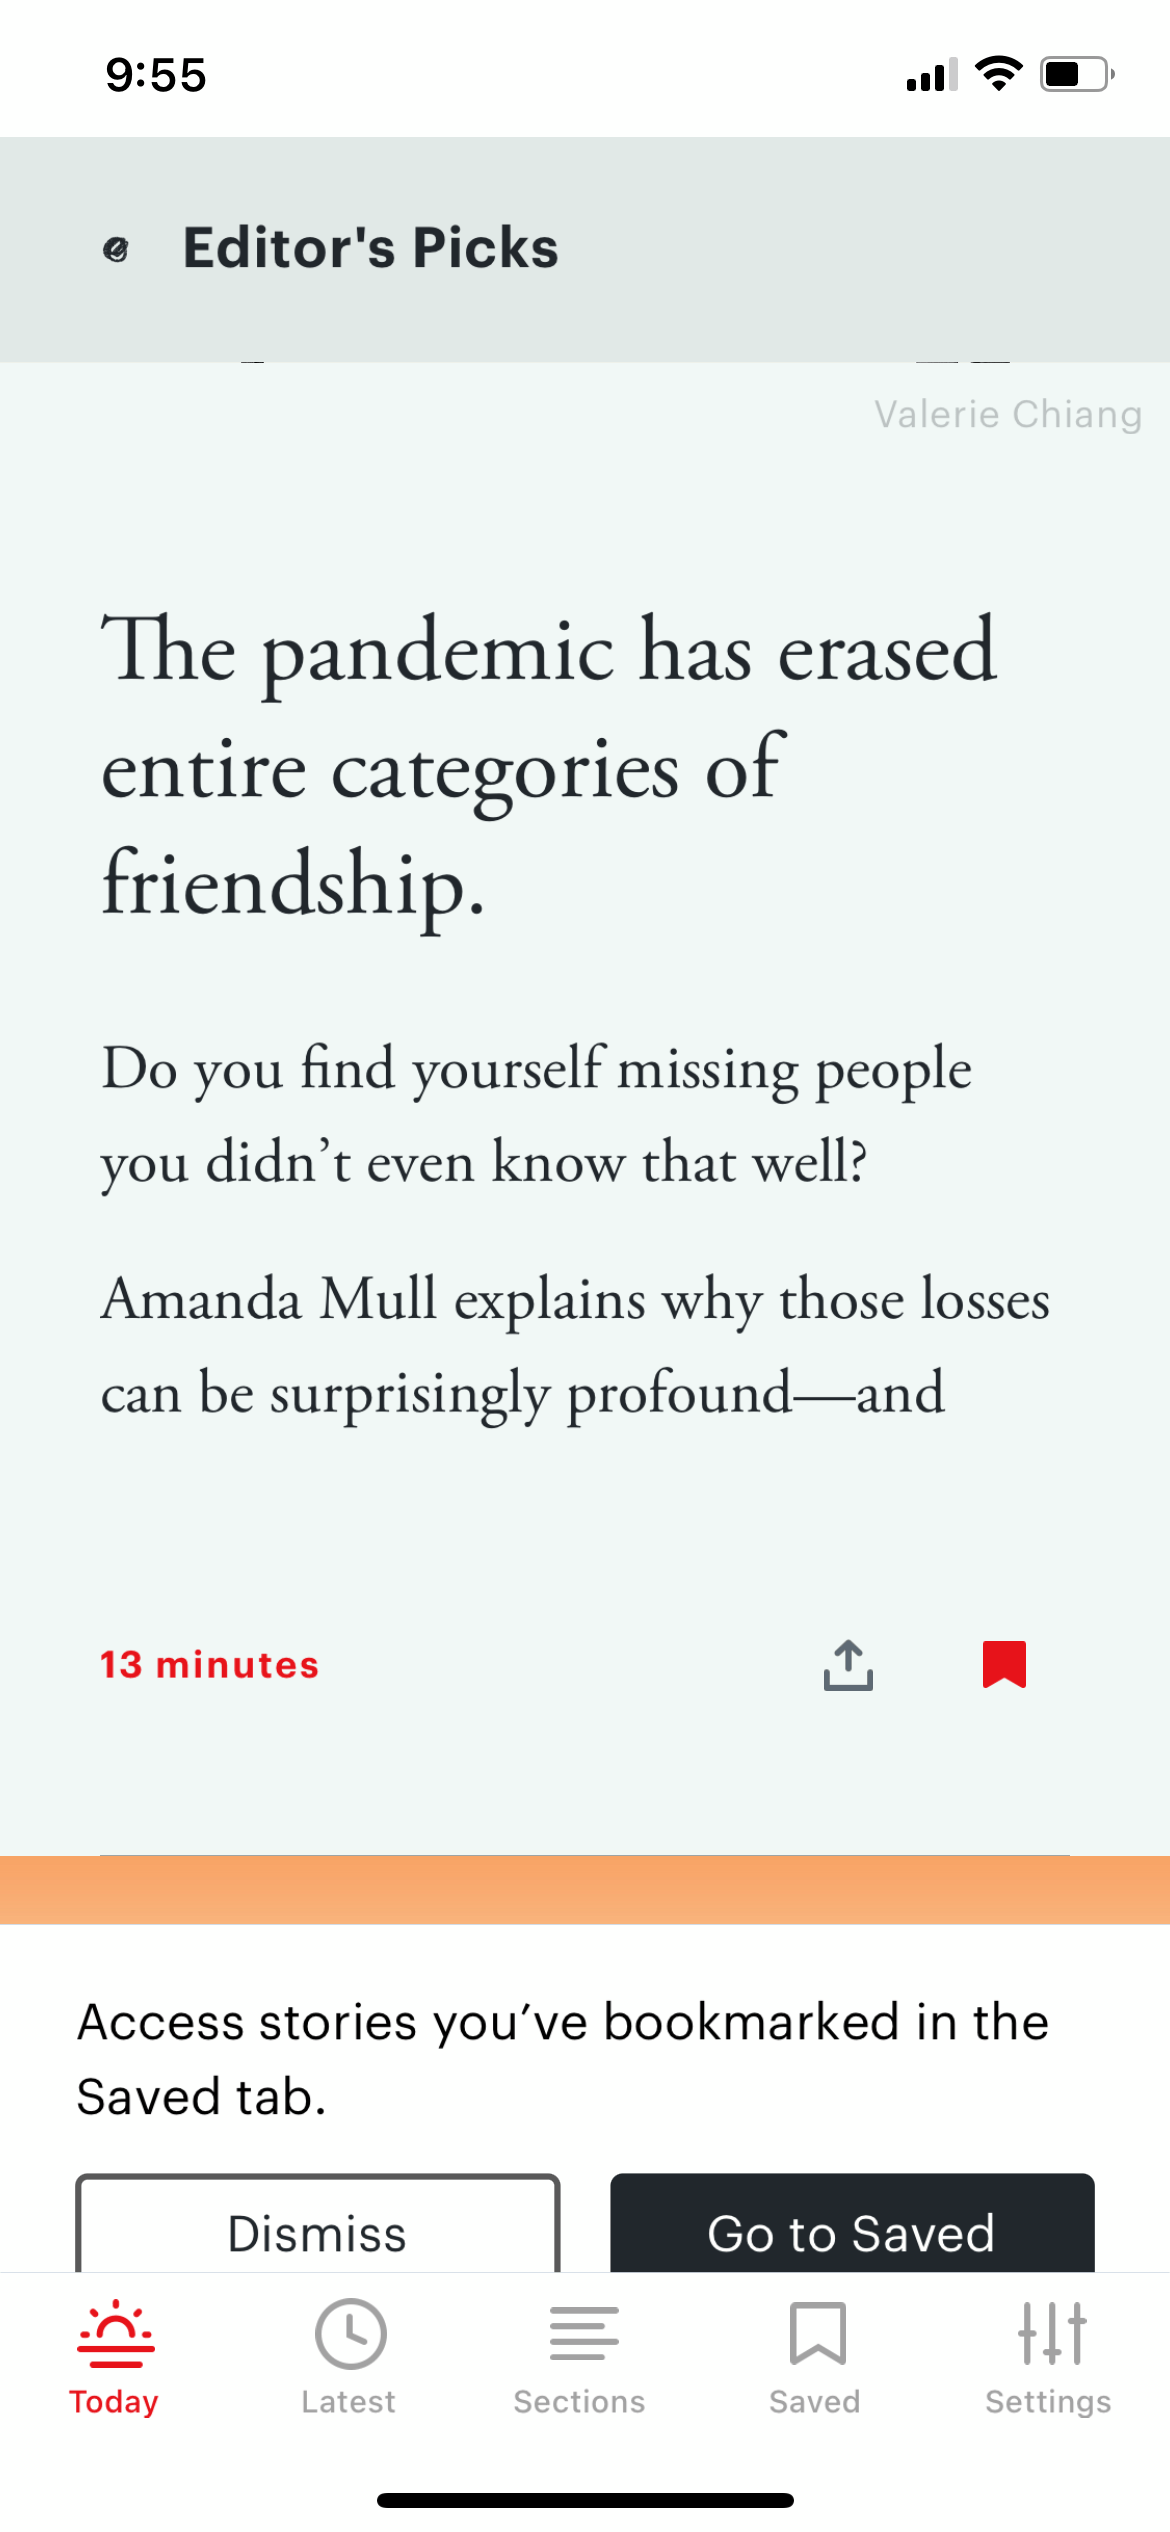 9:55
Editor's Picks
Valerie Chiang
The pandemic has erased
entire categories of
friendship.
Do you find yourself missing people
you didn’t even know that well?
Amanda Mull explains why those losses
can be surprisingly profound—and
13 minutes
Access stories you’ve bookmarked in the
Saved tab.
Dismiss
Go to Saved
Today
Latest
Sections
Saved
Settings